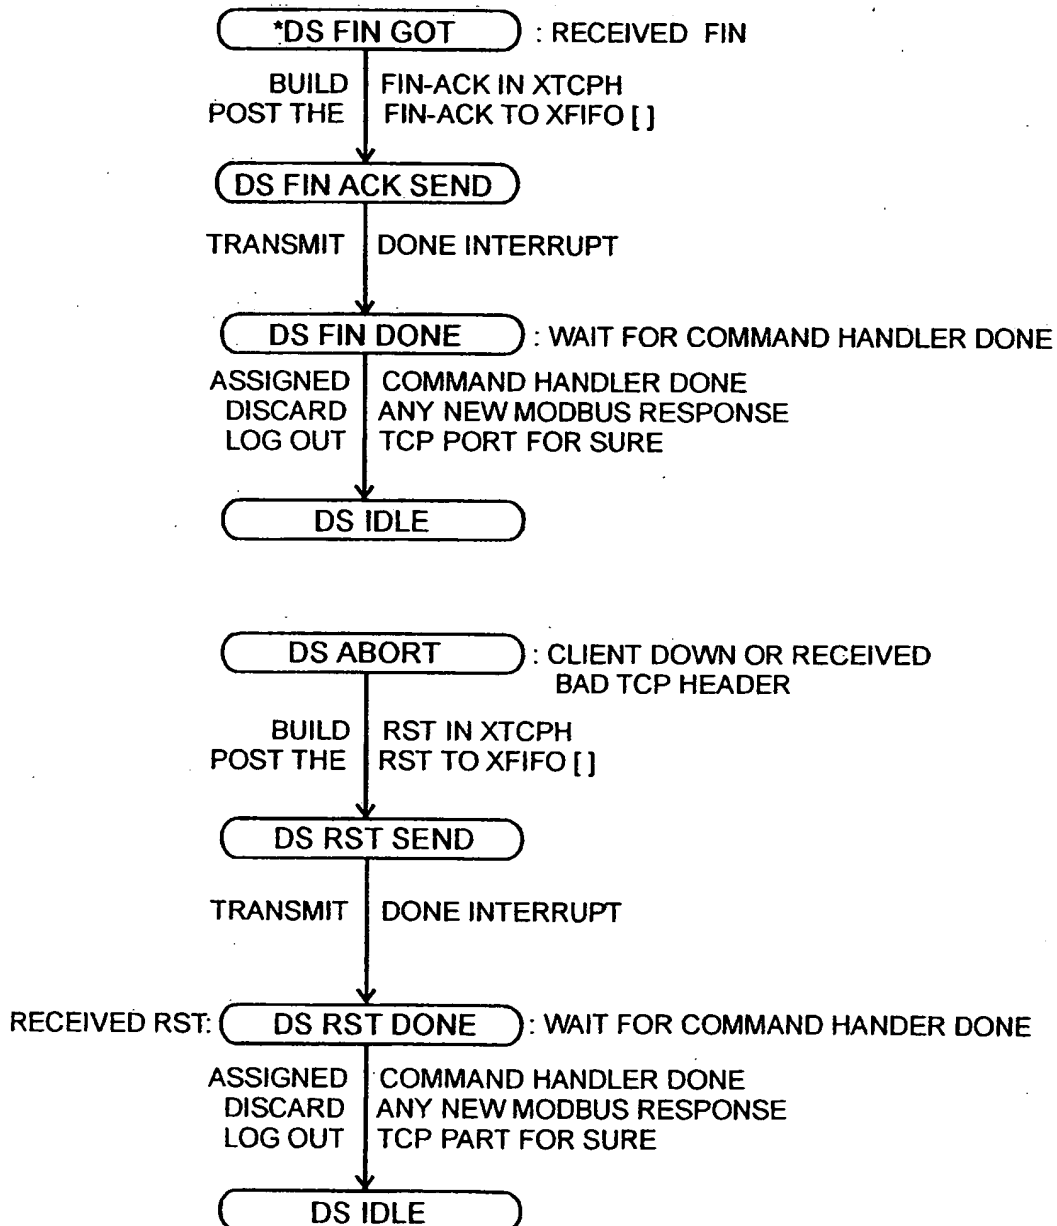 *DS FIN GOT : RECEIVED FIN
BUILD FIN-ACK IN XTCPH
POST THE FIN-ACK TO XFIFO [ ]
DS FIN ACK SEND
TRANSMIT DONE INTERRUPT
DS FIN DONE : WAIT FOR COMMAND HANDLER DONE
ASSIGNED COMMAND HANDLER DONE
DISCARD ANY NEW MODBUS RESPONSE
LOG OUT TCP PORT FOR SURE
DS IDLE
DS ABORT : CLIENT DOWN OR RECEIVED
BAD TCP HEADER
BUILD RST IN XTCPH
POST THE RST TO XFIFO [ ]
DS RST SEND
TRANSMIT DONE INTERRUPT
RECEIVED RST: DS RST DONE : WAIT FOR COMMAND HANDER DONE
ASSIGNED COMMAND HANDLER DONE
DISCARD ANY NEW MODBUS RESPONSE
LOG OUT TCP PART FOR SURE
DS IDLE